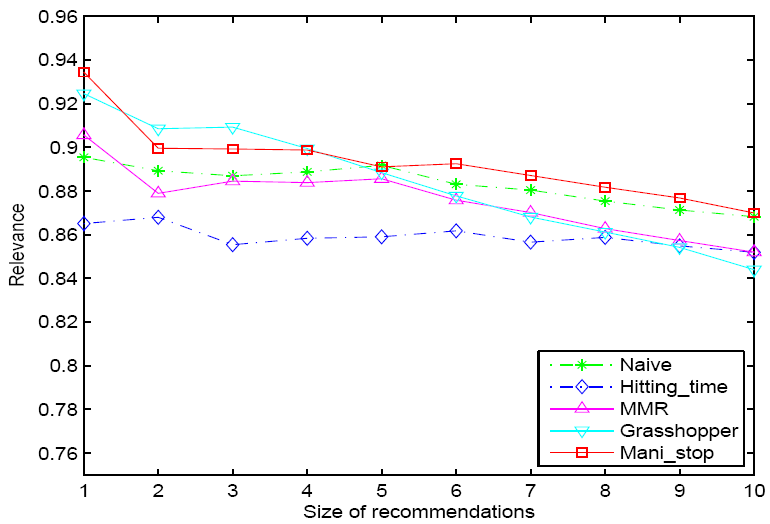 0.96
0.94
0.92
0.9
0.88
0.86
0.84
0.82
0.8
0.78
0.76
Relevance
Naive
Hitting_time
MMR
Grasshopper
Mani_stop
1 2 3 4 5 6 7 8 9 10
Size of recommendations